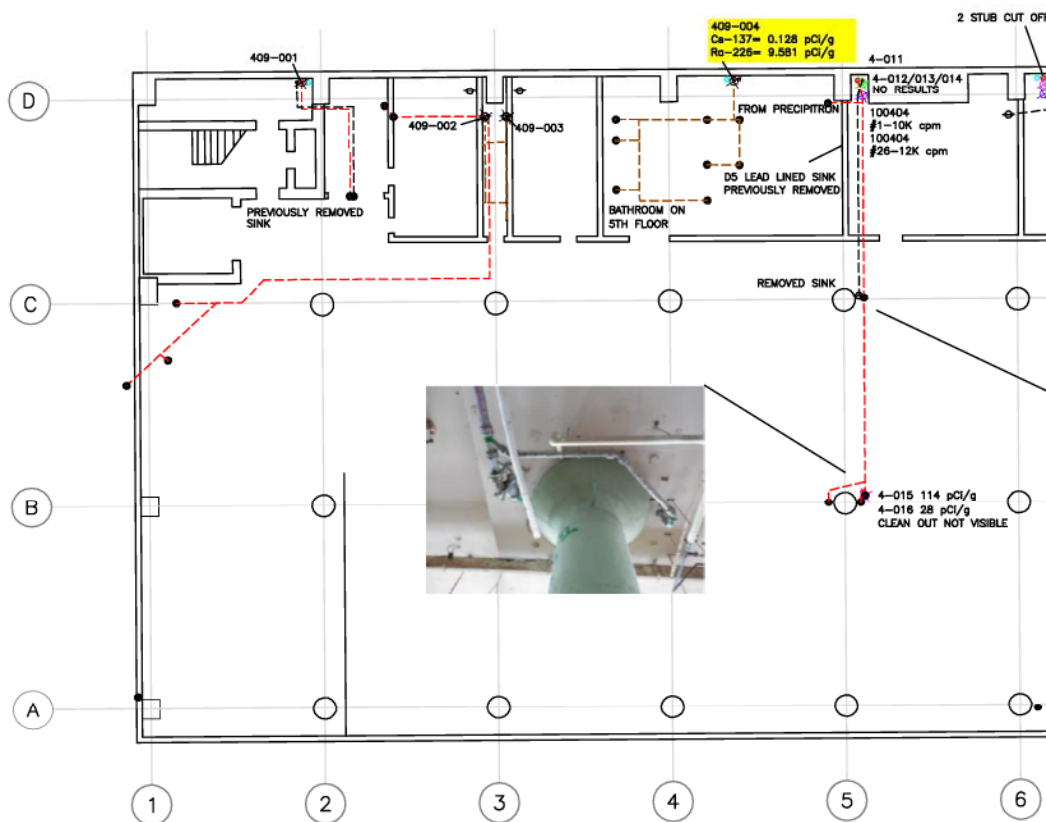 2 STUB CUT OFF
409-004
Cs-137= 0.128 pCi/g
Ra-226= 9.581 pCi/g
409-001
4-011
4-012/013/014
NO RESULTS
D
FROM PRECIPITRON
100404
#1-10K cpm
100404
#26-12K cpm
409-002
409-003
D5 LEAD LINED SINK
PREVIOUSLY REMOVED
PREVIOUSLY REMOVED
SINK
BATHROOM ON
5TH FLOOR
REMOVED SINK
C
B
4-015 114 pCi/g
4-016 28 pCi/g
CLEAN OUT NOT VISIBLE
A
1
2
3
4
5
6